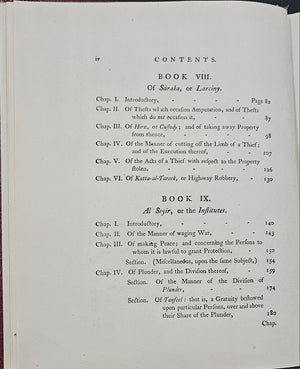 iv CONTENTS.
BOOK VIII.
Of Sâraka, or Larciny.
Chap. I. Introductory, - - - Page 82
Chap. II. Of Thefts which occasion Amputation, and of Thefts
which do not occasion it, - - 87
Chap. III. Of Hirz, or Custody; and of taking away Property
from thence, - - - 98
Chap. IV. Of the Manner of cutting off the Limb of a Thief;
and of the Execution thereof, - - 107
Chap. V. Of the Acts of a Thief with respect to the Property
stolen, - - - - 126
Chap. VI. Of Katta-al-Tareek, or Highway Robbery, - 130
BOOK IX.
Al Seyir, or the Institutes.
Chap. I. Introductory, - - - 140
Chap. II. Of the Manner of waging War, - - 143
Chap. III. Of making Peace; and concerning the Persons to
whom it is lawful to grant Protection, - 150
Section. (Miscellaneous, upon the same Subject,) 154
Chap. IV. Of Plunder, and the Division thereof, - 159
Section. Of the Manner of the Division of
Plunder, - - - 174
Section. Of Tanfeel: that is, a Gratuity bestowed
upon particular Persons, over and above
their Share of the Plunder, - 180
Chap.